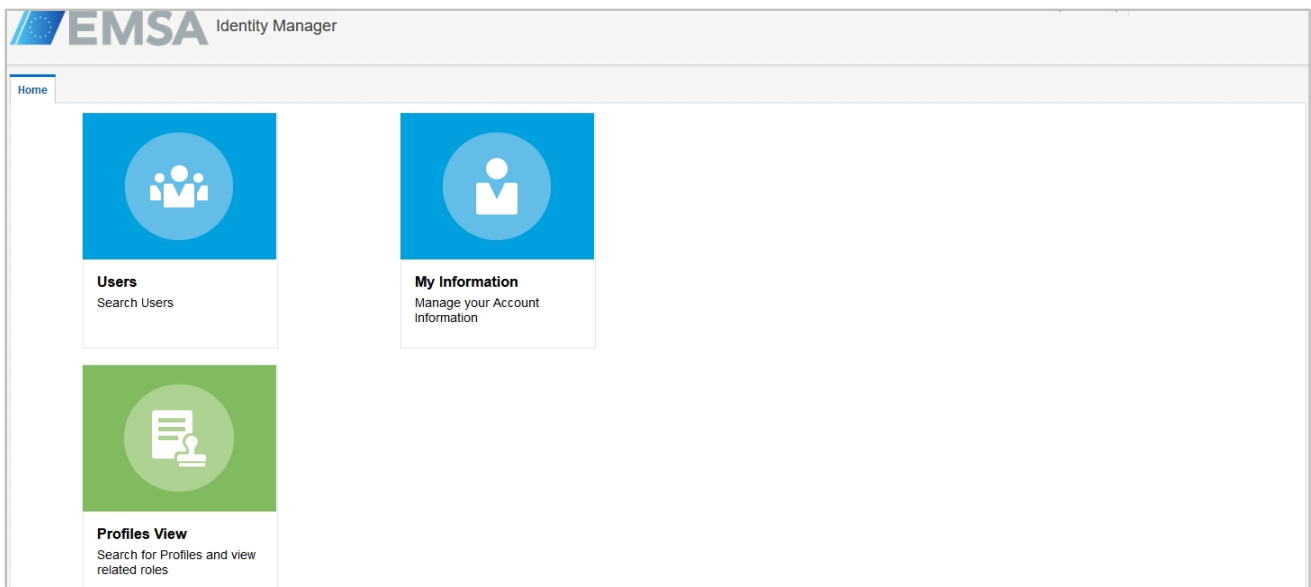 EMSA Identity Manager
Home
Users
Search Users
My Information
Manage your Account
Information
Profiles View
Search for Profiles and view
related roles